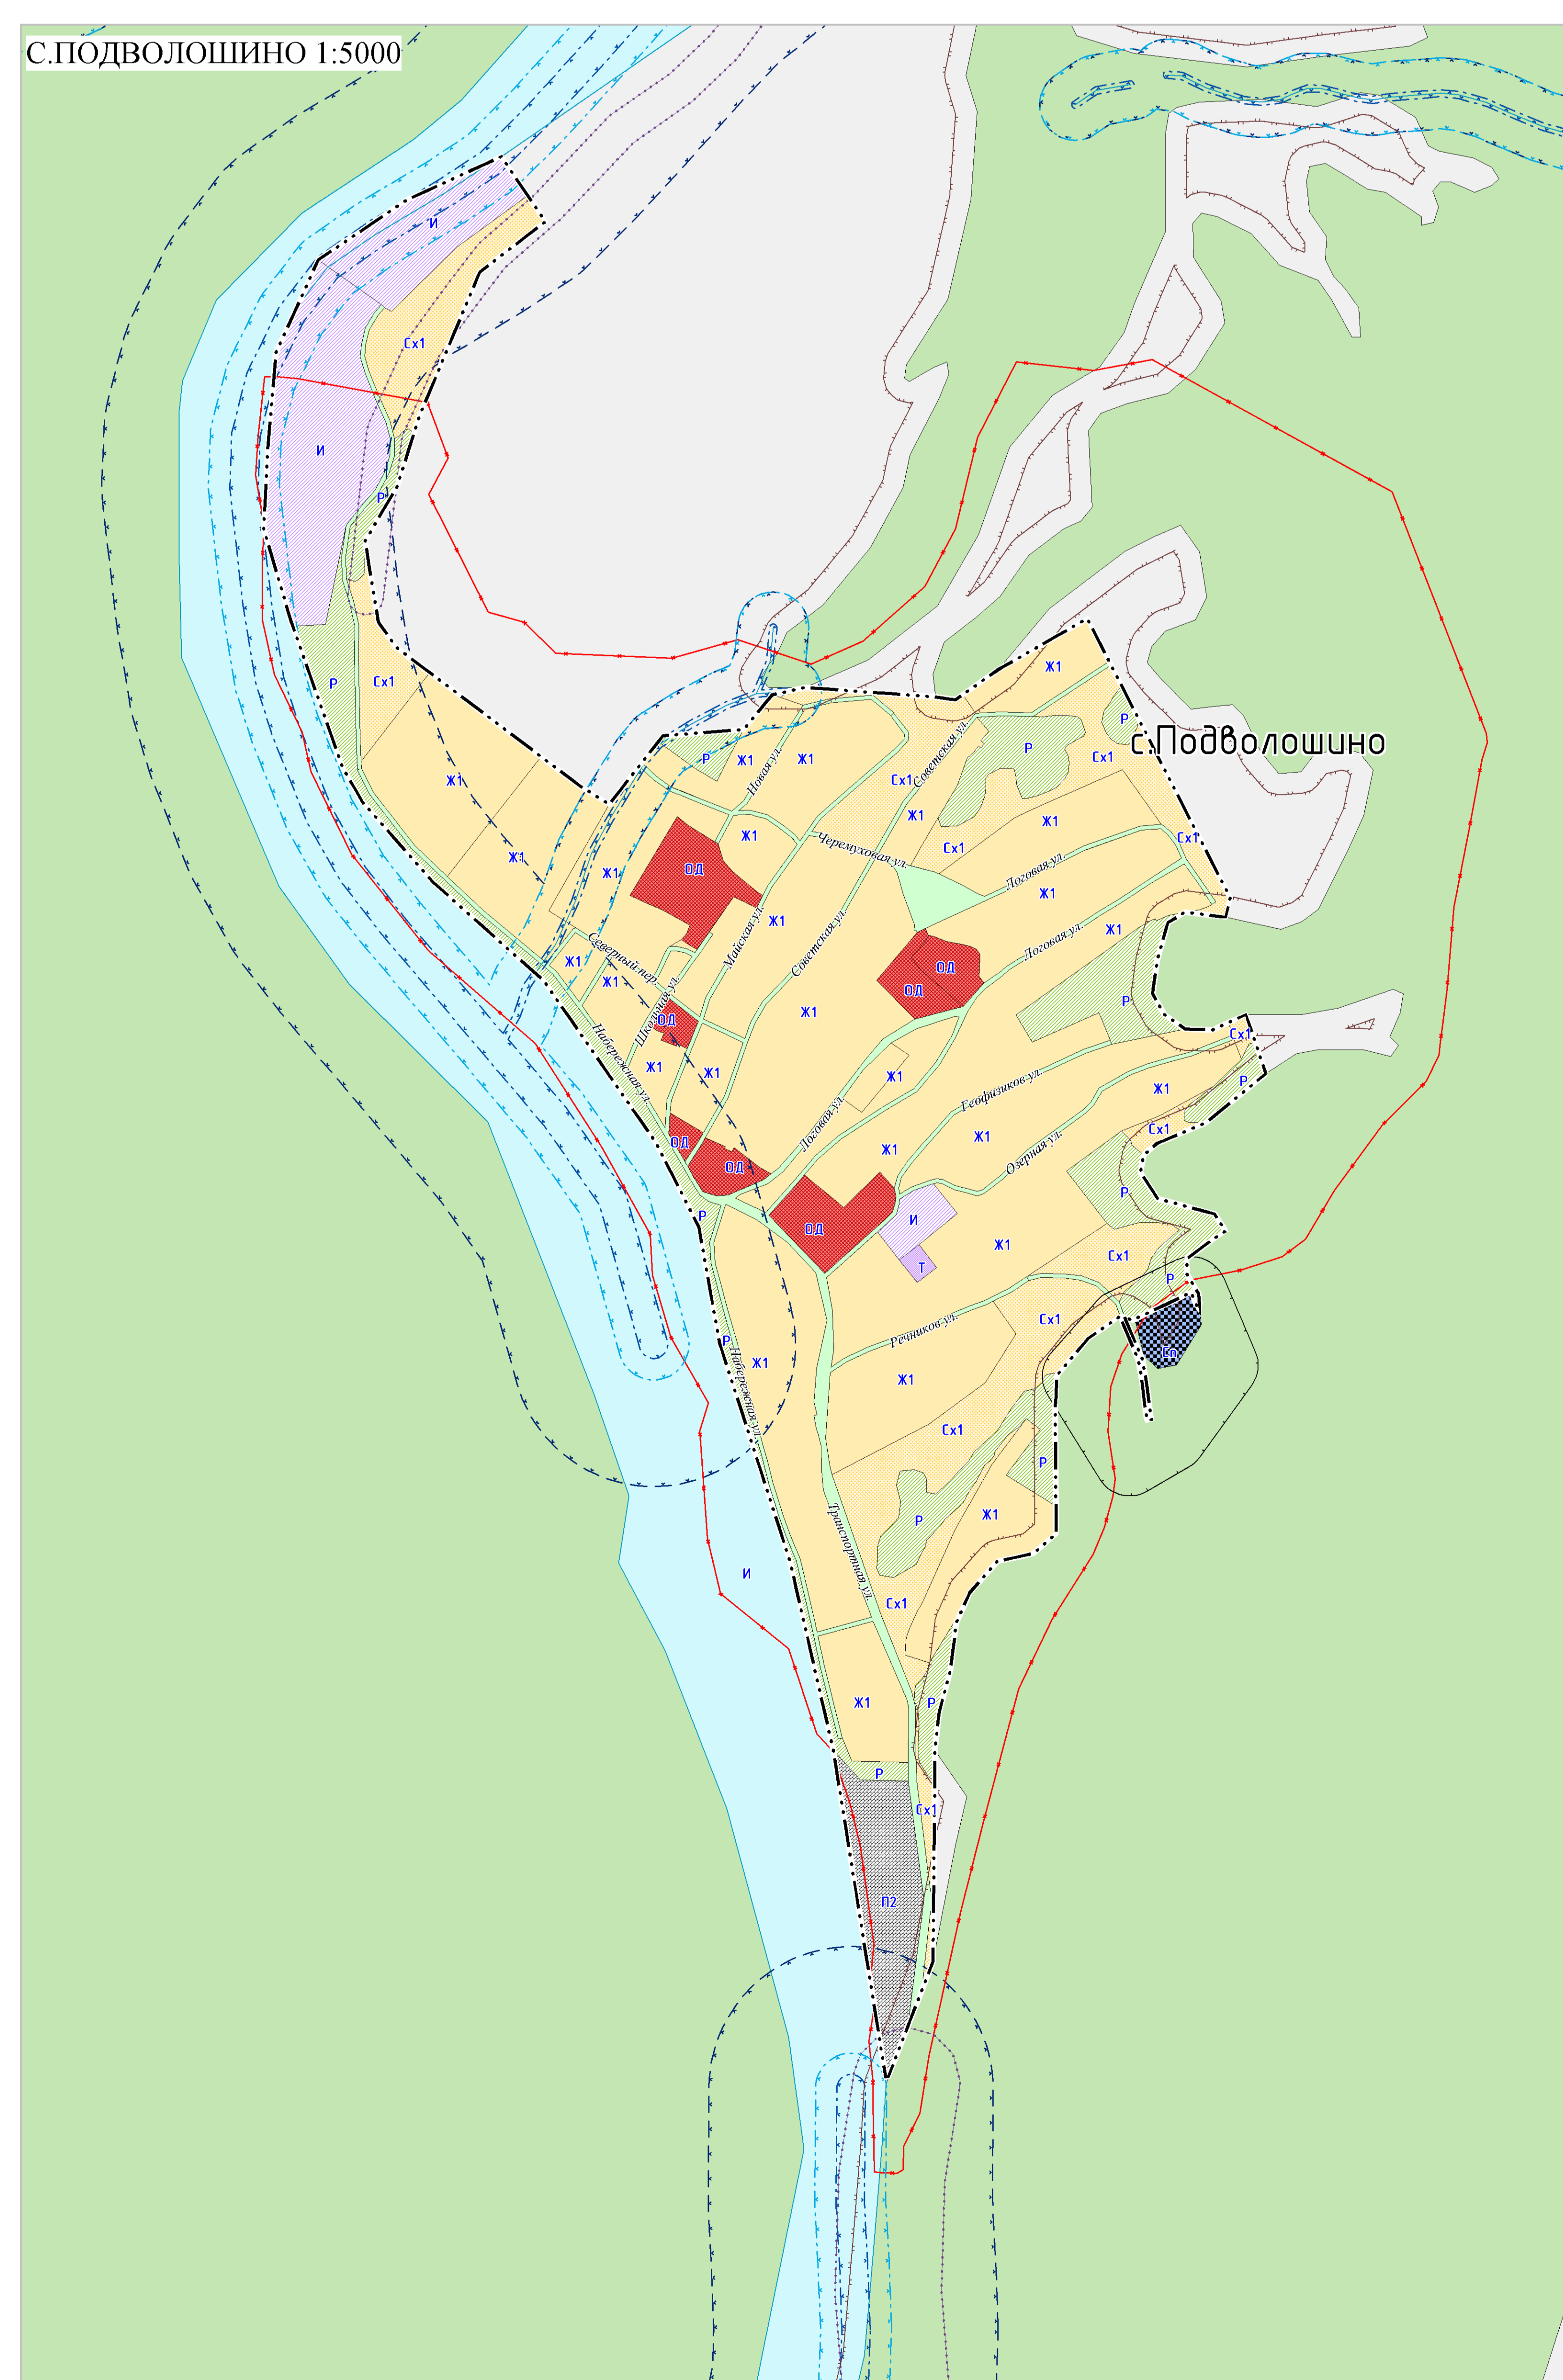 С.ПОДВОЛОШИНО 1:5000
И
Сх1
И
Р
Ж1
Р
Сх1
Р
с.Подволошино
Р
Сх1
Советская ул.
Р
Ж1
Ж1
Новая ул.
Сх1
Ж1
Ж1
Ж1
Ж1
Сх1
Черемуховая ул.
Сх1
Ж1
Ж1
ОД
Логовая ул.
Ж1
Ж1
Майская ул.
Советская ул.
Ж1
Логовая ул.
Северный пер.
Ж1
ОД
ОД
Ж1
Школьная ул.
Р
Ж1
ОД
Сх1
Набережная ул.
Ж1
Ж1
Ж1
Р
Геофизиков ул.
Ж1
Логовая ул.
Сх1
ОД
Ж1
Ж1
Озерная ул.
ОД
Р
Р
И
ОД
Ж1
Сх1
Т
Р
Сх1
Речников ул.
Р
Сп
Ж1
Набережная ул.
Ж1
Сх1
Р
Ж1
Р
Транспортная ул.
И
Сх1
Ж1
Р
Р
Сх1
П2